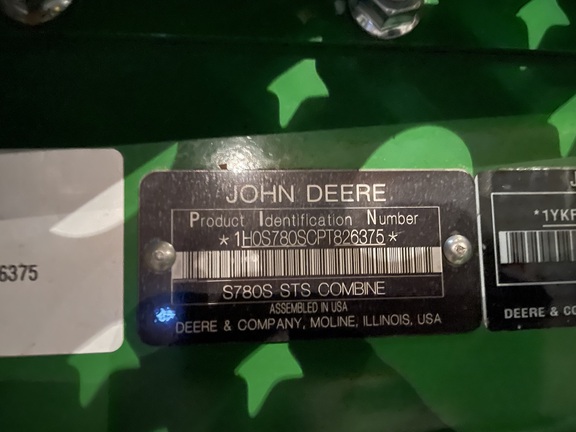 JOHN DEERE
Product Identification Number
*1H0S780SCPT826375*
S780S STS COMBINE
ASSEMBLED IN USA
DEERE & COMPANY, MOLINE, ILLINOIS, USA
6375
J
*1YKF
DEERE & CO